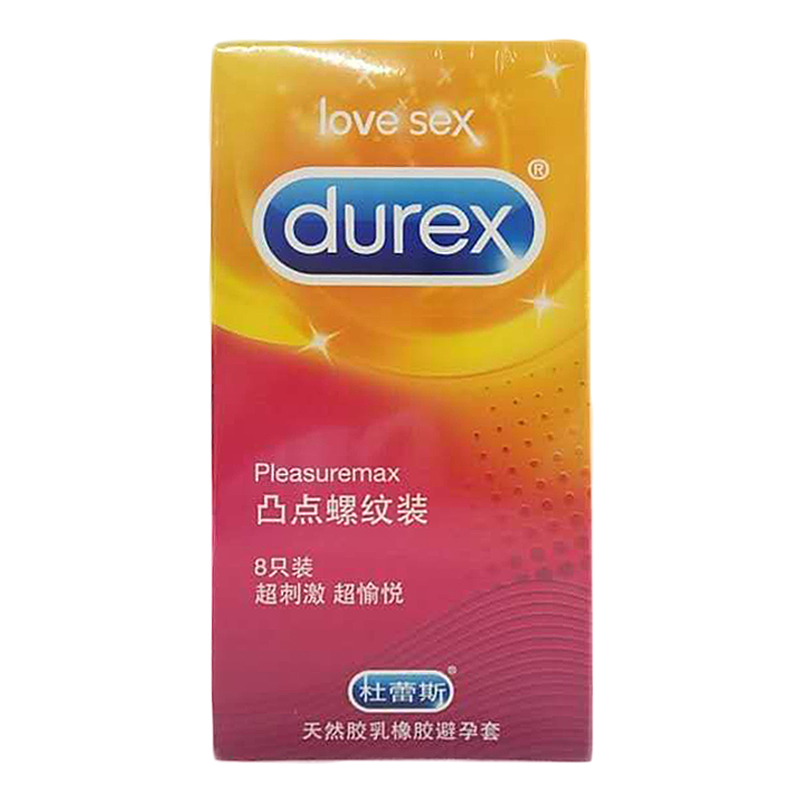 love sex
durex®
Pleasuremax
凸点螺纹装
8只装
超刺激 超愉悦
杜蕾斯®
天然胶乳橡胶避孕套